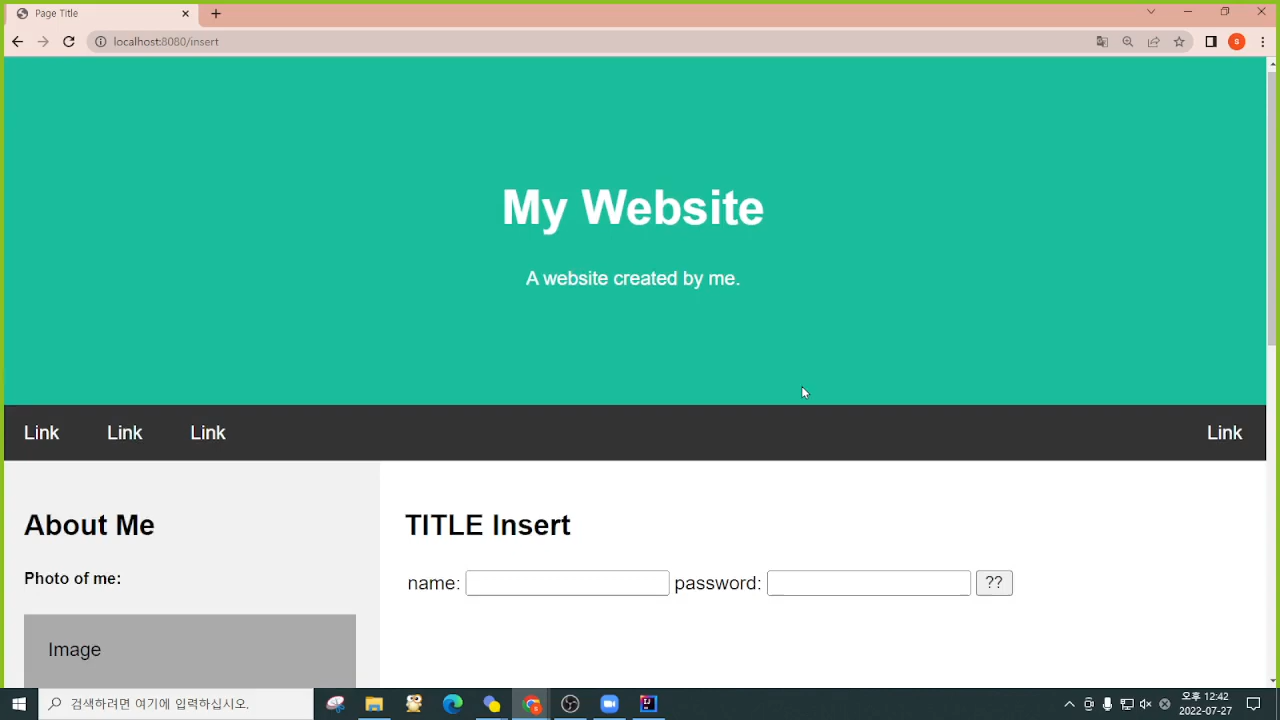 Page Title
localhost:8080/insert
S
My Website
A website created by me.
Link Link Link Link
About Me
Photo of me:
Image
TITLE Insert
name: password: ??
검색하려면 여기에 입력하십시오.
오후 12:42
2022-07-27